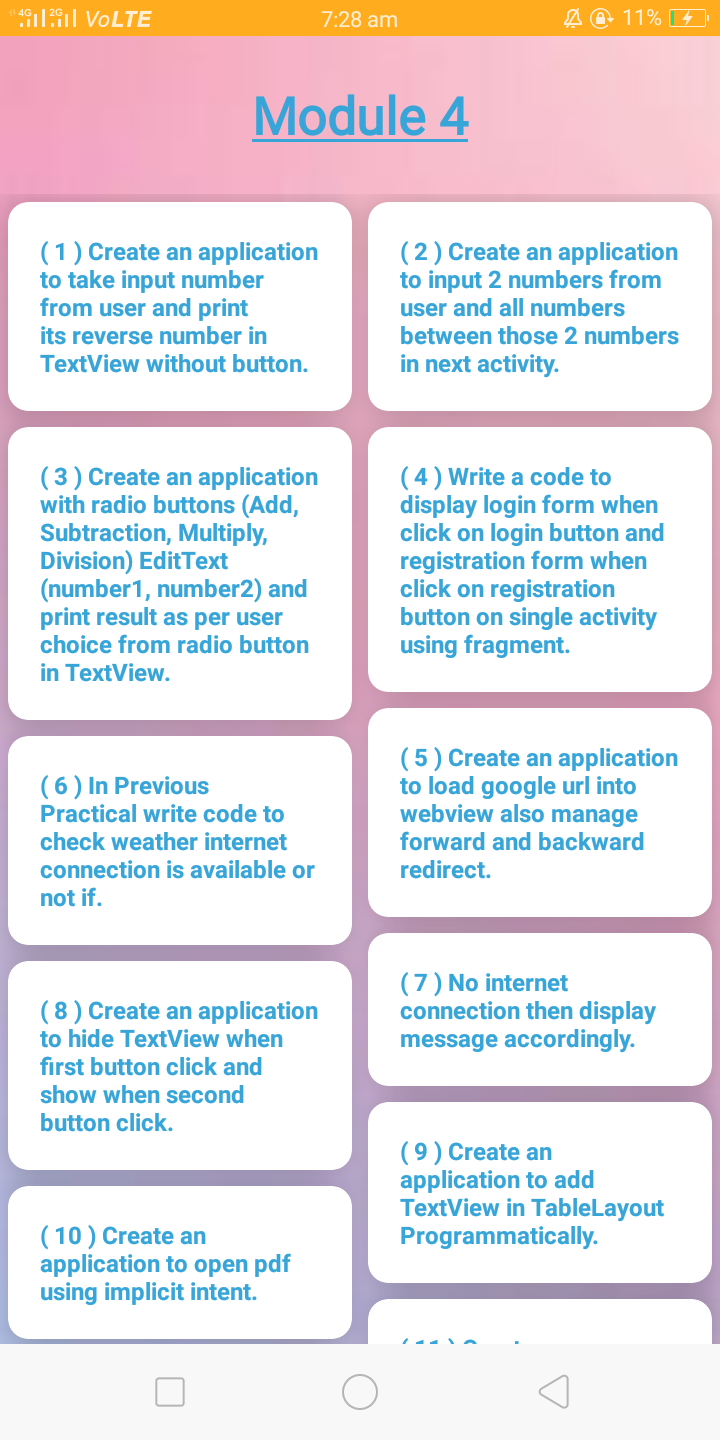 4G 2G VoLTE 7:28 am 11%
Module 4
( 1 ) Create an application
to take input number
from user and print
its reverse number in
TextView without button.
( 2 ) Create an application
to input 2 numbers from
user and all numbers
between those 2 numbers
in next activity.
( 3 ) Create an application
with radio buttons (Add,
Subtraction, Multiply,
Division) EditText
(number1, number2) and
print result as per user
choice from radio button
in TextView.
( 4 ) Write a code to
display login form when
click on login button and
registration form when
click on registration
button on single activity
using fragment.
( 5 ) Create an application
to load google url into
webview also manage
forward and backward
redirect.
( 6 ) In Previous
Practical write code to
check weather internet
connection is available or
not if.
( 7 ) No internet
connection then display
message accordingly.
( 8 ) Create an application
to hide TextView when
first button click and
show when second
button click.
( 9 ) Create an
application to add
TextView in TableLayout
Programmatically.
( 10 ) Create an
application to open pdf
using implicit intent.